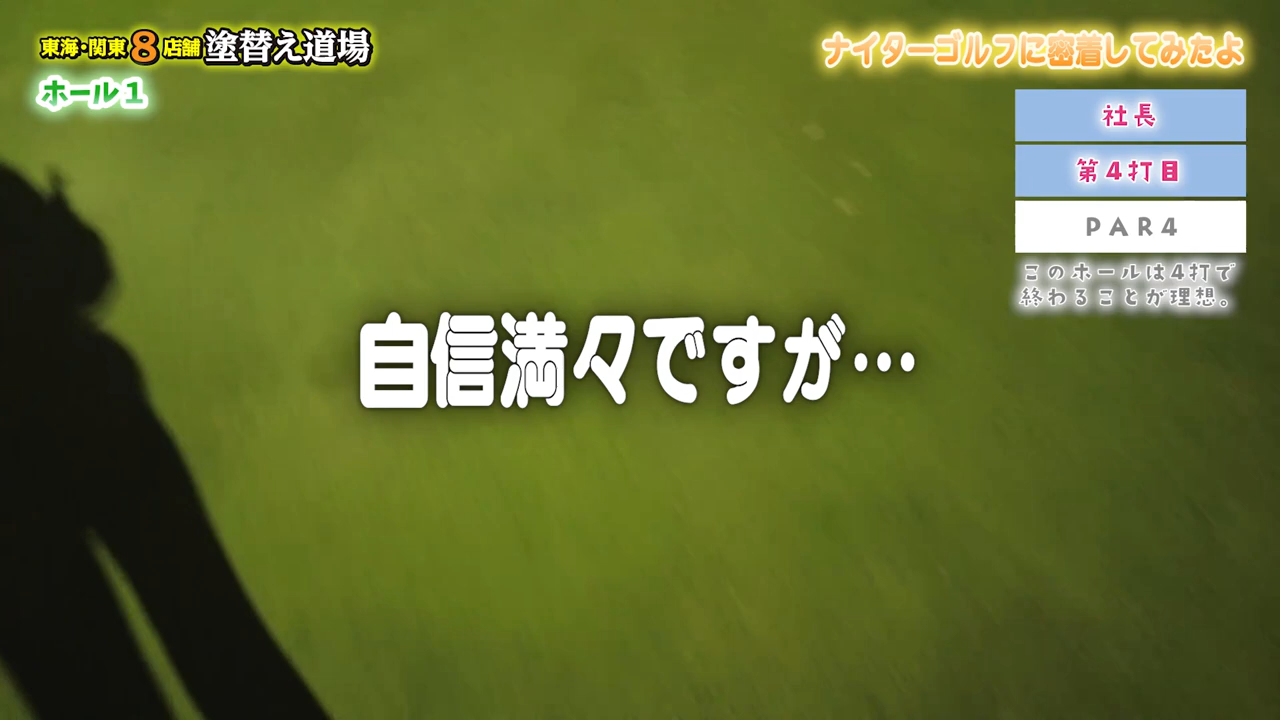 東海・関東8店舗塗替え道場
ホール1
ナイターゴルフに密着してみたよ
社長
第4打目
PAR4
このホールは4打で
終わることが理想。
自信満々ですが…